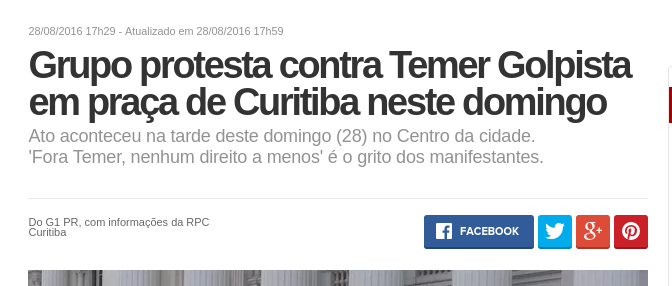 28/08/2016 17h29 - Atualizado em 28/08/2016 17h59
Grupo protesta contra Temer Golpista
em praça de Curitiba neste domingo
Ato aconteceu na tarde deste domingo (28) no Centro da cidade.
'Fora Temer, nenhum direito a menos' é o grito dos manifestantes.
Do G1 PR, com informações da RPC
Curitiba
FACEBOOK